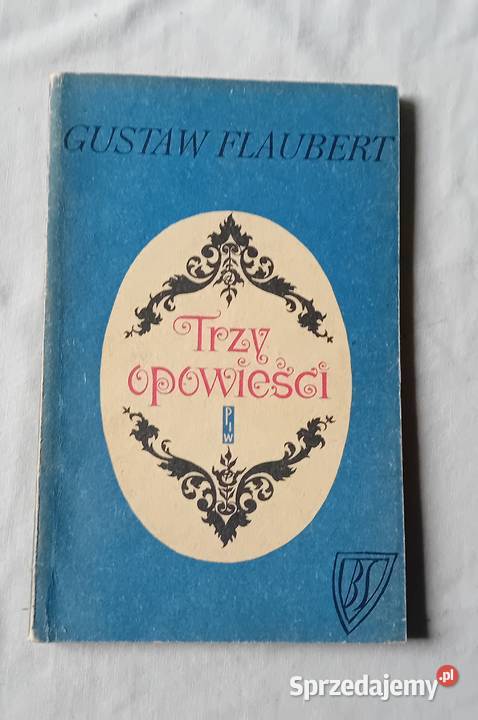 GUSTAW FLAUBERT
Trzy
opowieści
PIW
BS
Sprzedajemy.pl